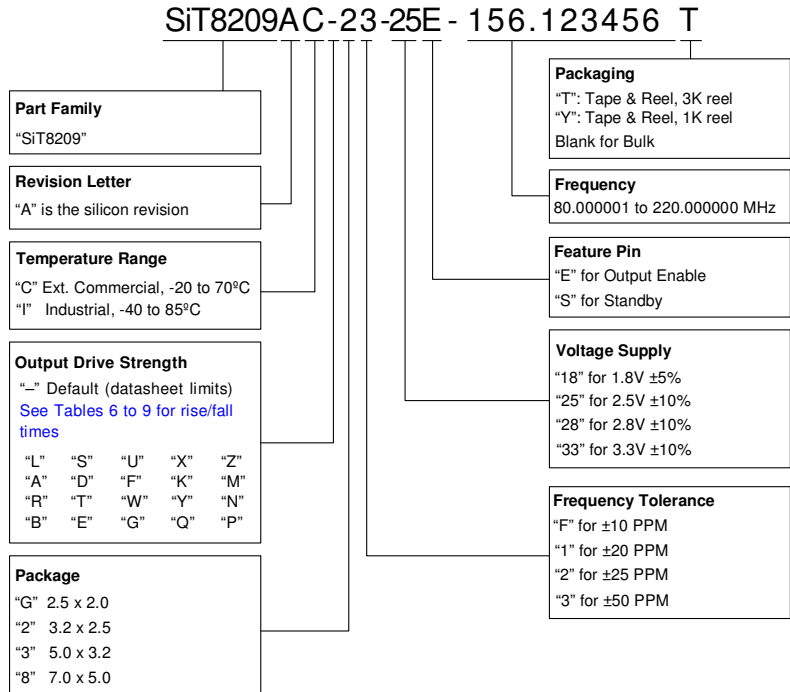 SiT8209AC-23-25E - 156.123456 T
Part Family
“SiT8209”
Revision Letter
“A” is the silicon revision
Temperature Range
“C” Ext. Commercial, -20 to 70ºC
“I” Industrial, -40 to 85ºC
Output Drive Strength
“–” Default (datasheet limits)
See Tables 6 to 9 for rise/fall
times
“L” “S” “U” “X” “Z”
“A” “D” “F” “K” “M”
“R” “T” “W” “Y” “N”
“B” “E” “G” “Q” “P”
Package
“G” 2.5 x 2.0
“2” 3.2 x 2.5
“3” 5.0 x 3.2
“8” 7.0 x 5.0
Packaging
“T”: Tape & Reel, 3K reel
“Y”: Tape & Reel, 1K reel
Blank for Bulk
Frequency
80.000001 to 220.000000 MHz
Feature Pin
“E” for Output Enable
“S” for Standby
Voltage Supply
“18” for 1.8V ±5%
“25” for 2.5V ±10%
“28” for 2.8V ±10%
“33” for 3.3V ±10%
Frequency Tolerance
“F” for ±10 PPM
“1” for ±20 PPM
“2” for ±25 PPM
“3” for ±50 PPM